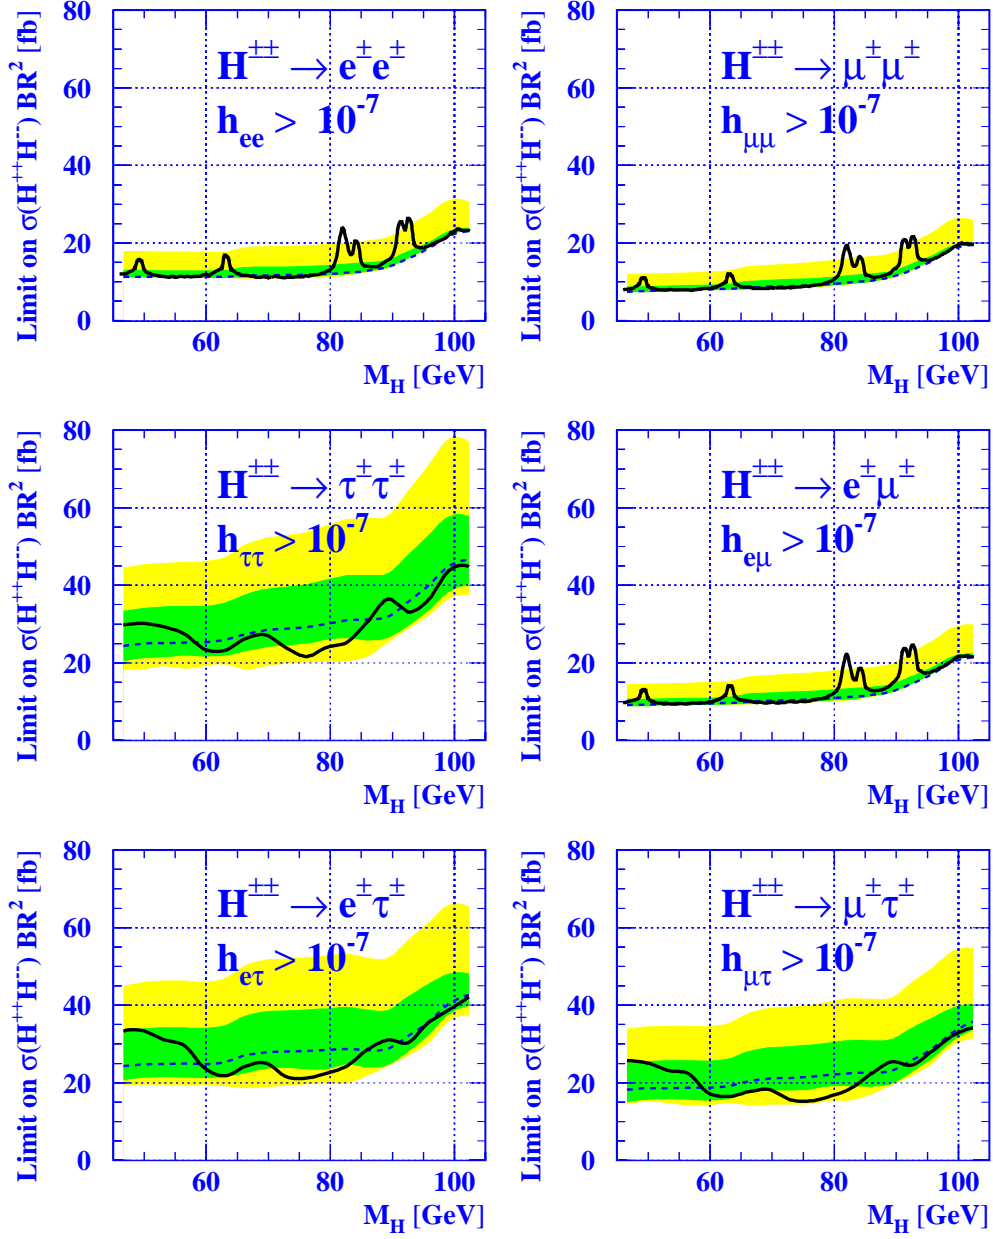 Limit on σ(H⁺⁺H⁻⁻) BR² [fb]
80
60
40
20
0
H^±± → e^± e^±
h_ee > 10^-7
60 80 100
M_H [GeV]
Limit on σ(H⁺⁺H⁻⁻) BR² [fb]
80
60
40
20
0
H^±± → μ^± μ^±
h_μμ > 10^-7
60 80 100
M_H [GeV]
Limit on σ(H⁺⁺H⁻⁻) BR² [fb]
80
60
40
20
0
H^±± → τ^± τ^±
h_ττ > 10^-7
60 80 100
M_H [GeV]
Limit on σ(H⁺⁺H⁻⁻) BR² [fb]
80
60
40
20
0
H^±± → e^± μ^±
h_eμ > 10^-7
60 80 100
M_H [GeV]
Limit on σ(H⁺⁺H⁻⁻) BR² [fb]
80
60
40
20
0
H^±± → e^± τ^±
h_eτ > 10^-7
60 80 100
M_H [GeV]
Limit on σ(H⁺⁺H⁻⁻) BR² [fb]
80
60
40
20
0
H^±± → μ^± τ^±
h_μτ > 10^-7
60 80 100
M_H [GeV]